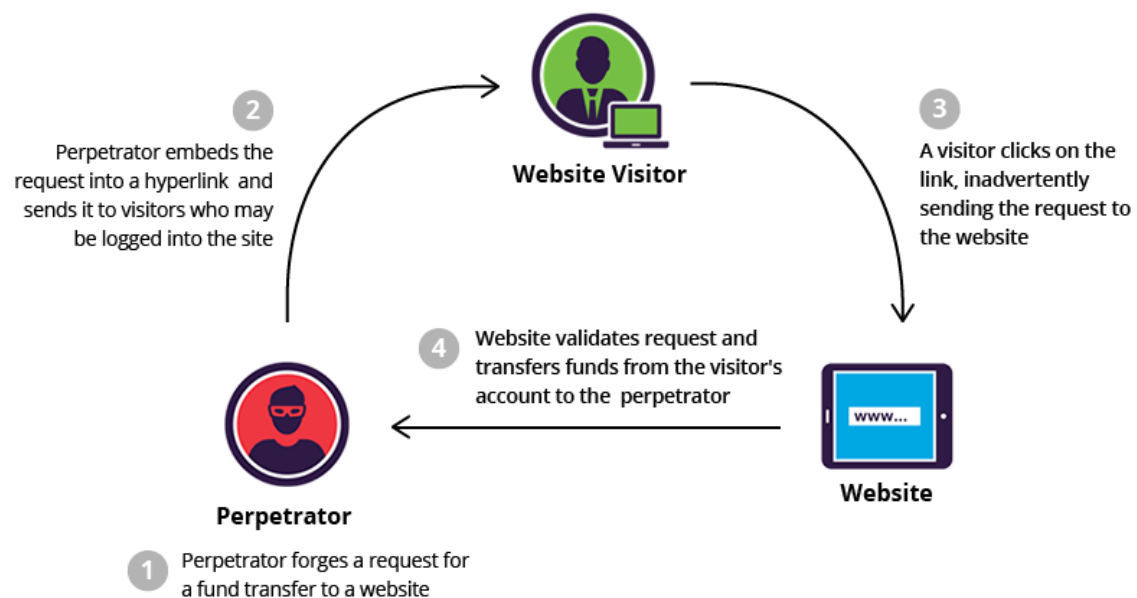 2
Perpetrator embeds the
request into a hyperlink and
sends it to visitors who may
be logged into the site
Website Visitor
3
A visitor clicks on the
link, inadvertently
sending the request to
the website
4
Website validates request and
transfers funds from the visitor's
account to the perpetrator
www...
Website
Perpetrator
1
Perpetrator forges a request for
a fund transfer to a website